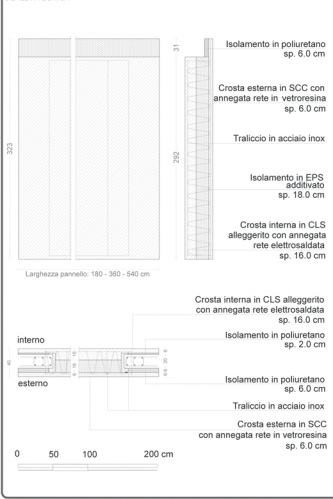 Isolamento in poliuretano
sp. 6.0 cm
Crosta esterna in SCC con
annegata rete in vetroresina
sp. 6.0 cm
Traliccio in acciaio inox
Isolamento in EPS
additivato
sp. 18.0 cm
Crosta interna in CLS
alleggerito con annegata
rete elettrosaldata
sp. 16.0 cm
323
31
292
Larghezza pannello: 180 - 360 - 540 cm
Crosta interna in CLS alleggerito
con annegata rete elettrosaldata
sp. 16.0 cm
Isolamento in poliuretano
sp. 2.0 cm
interno
40
esterno
Isolamento in poliuretano
sp. 6.0 cm
Traliccio in acciaio inox
Crosta esterna in SCC
con annegata rete in vetroresina
sp. 6.0 cm
0 50 100 200 cm